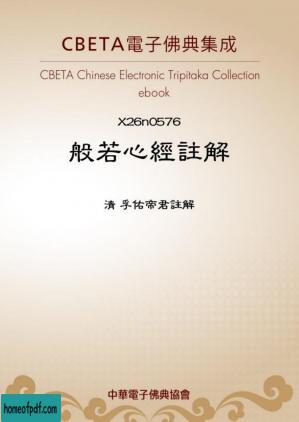 CBETA電子佛典集成
CBETA Chinese Electronic Tripitaka Collection
ebook
X26n0576
般若心經註解
清 孚佑帝君註解
中華電子佛典協會
homeofpdf.com